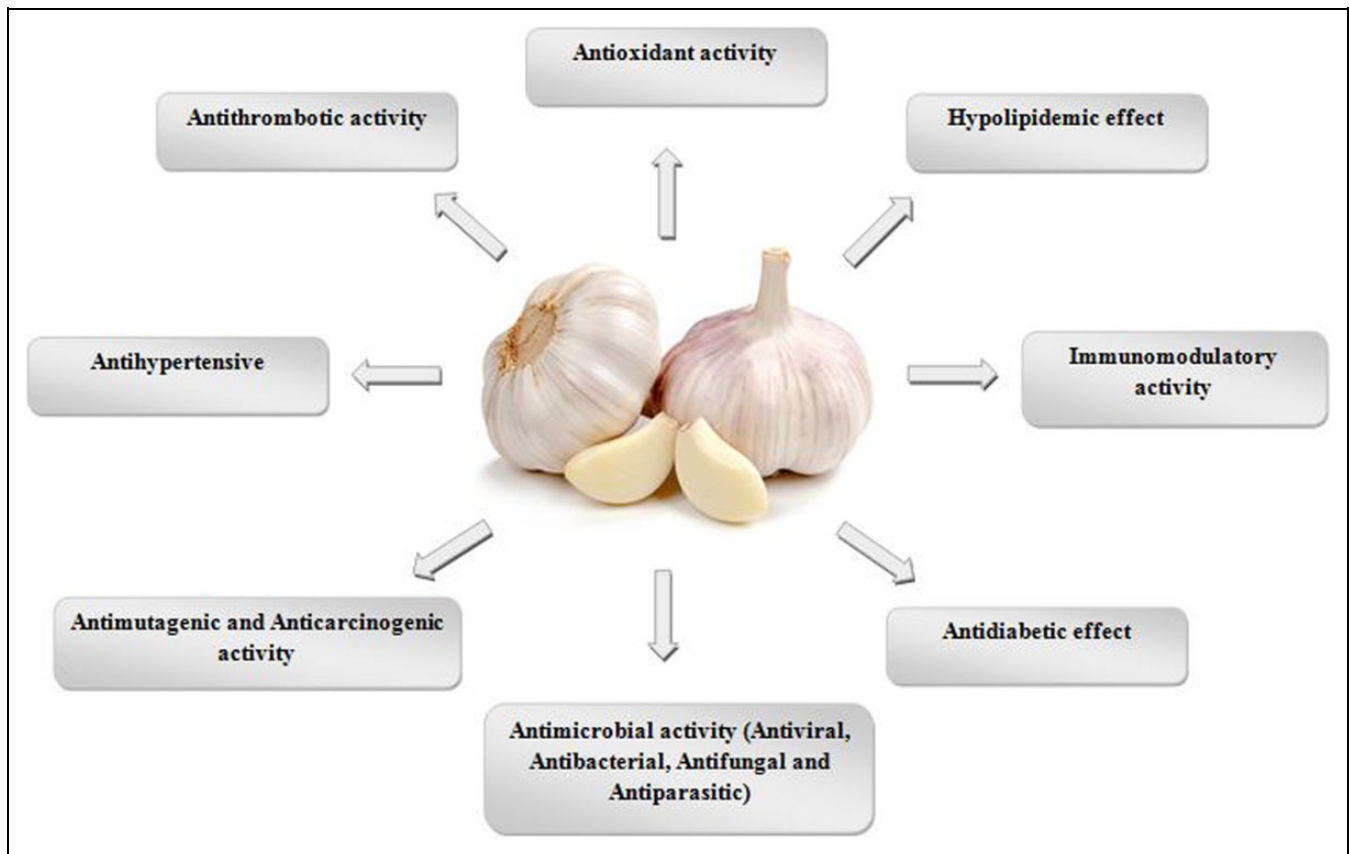 Antioxidant activity
Antithrombotic activity
Hypolipidemic effect
Antihypertensive
Immunomodulatory
activity
Antimutagenic and Anticarcinogenic
activity
Antidiabetic effect
Antimicrobial activity (Antiviral,
Antibacterial, Antifungal and
Antiparasitic)